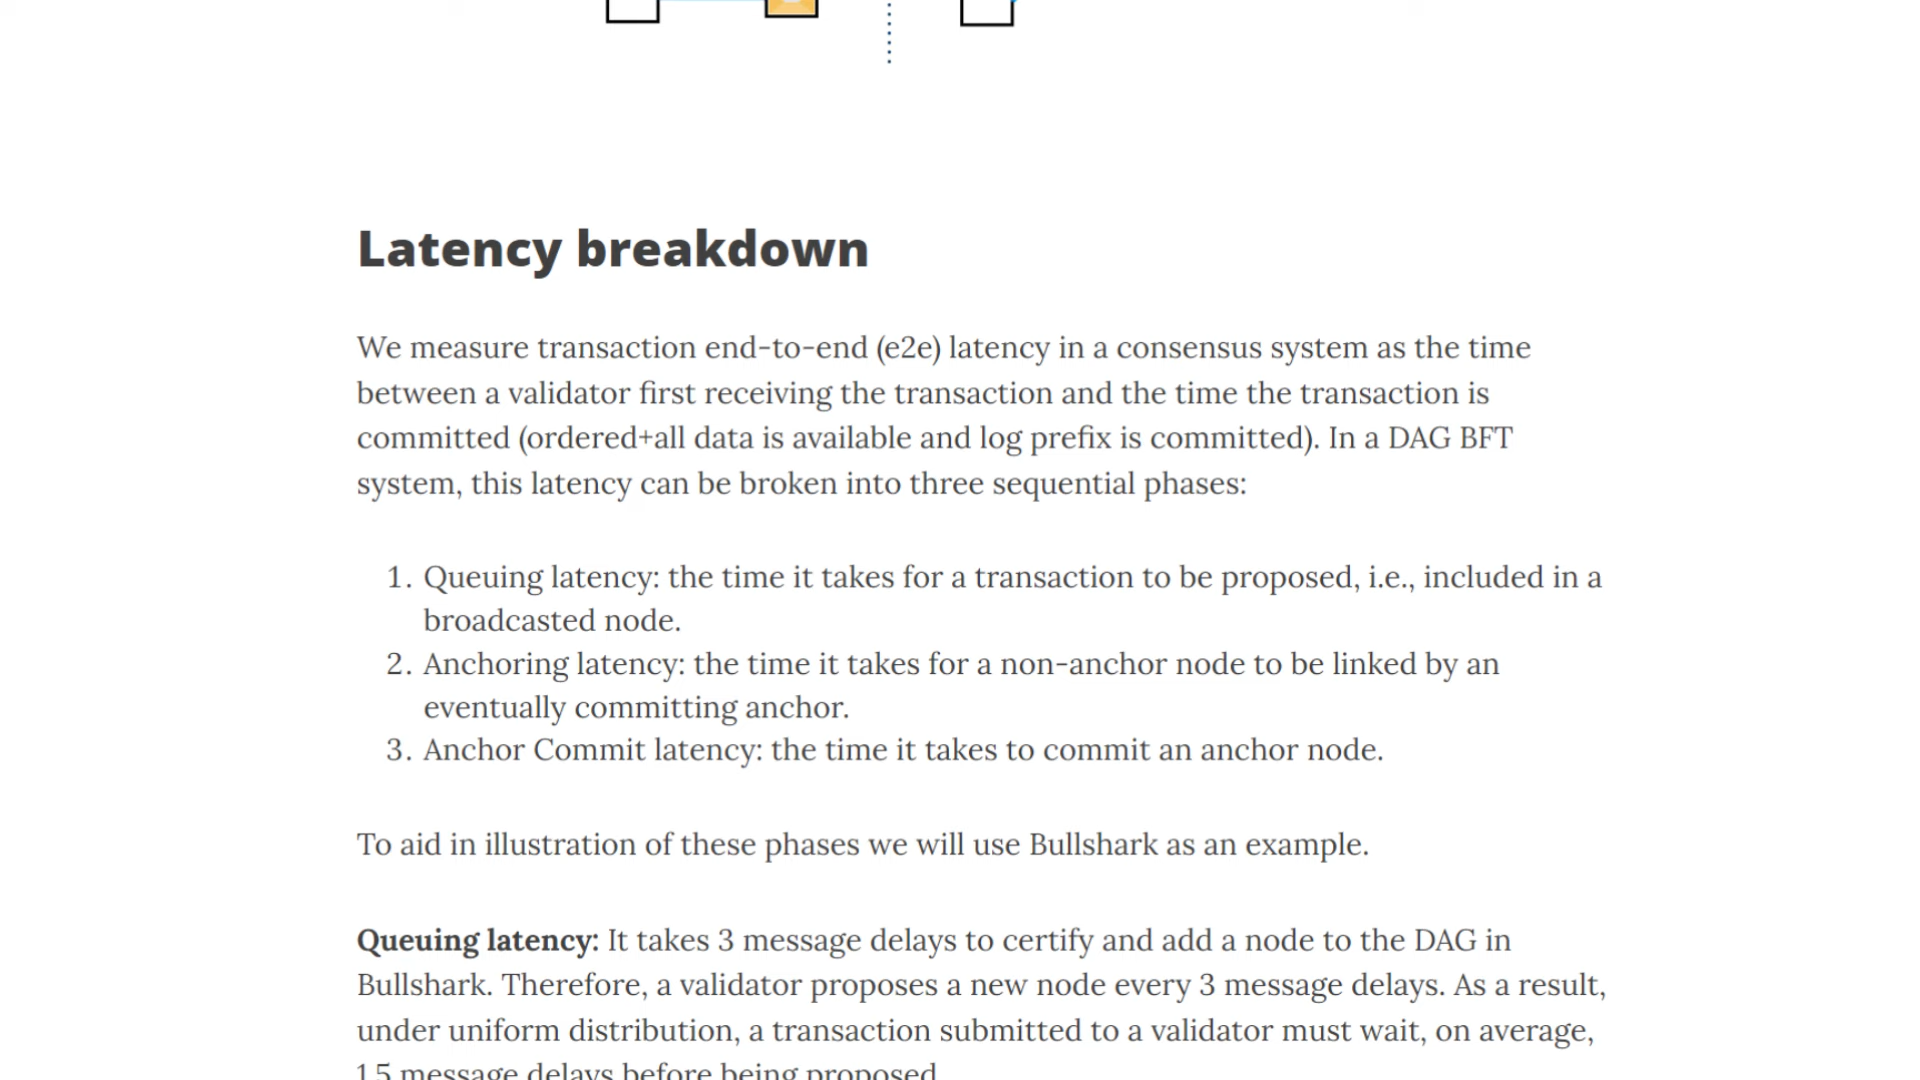 Latency breakdown
We measure transaction end-to-end (e2e) latency in a consensus system as the time
between a validator first receiving the transaction and the time the transaction is
committed (ordered+all data is available and log prefix is committed). In a DAG BFT
system, this latency can be broken into three sequential phases:
1. Queuing latency: the time it takes for a transaction to be proposed, i.e., included in a
broadcasted node.
2. Anchoring latency: the time it takes for a non-anchor node to be linked by an
eventually committing anchor.
3. Anchor Commit latency: the time it takes to commit an anchor node.
To aid in illustration of these phases we will use Bullshark as an example.
Queuing latency: It takes 3 message delays to certify and add a node to the DAG in
Bullshark. Therefore, a validator proposes a new node every 3 message delays. As a result,
under uniform distribution, a transaction submitted to a validator must wait, on average,
1.5 message delays before being proposed.